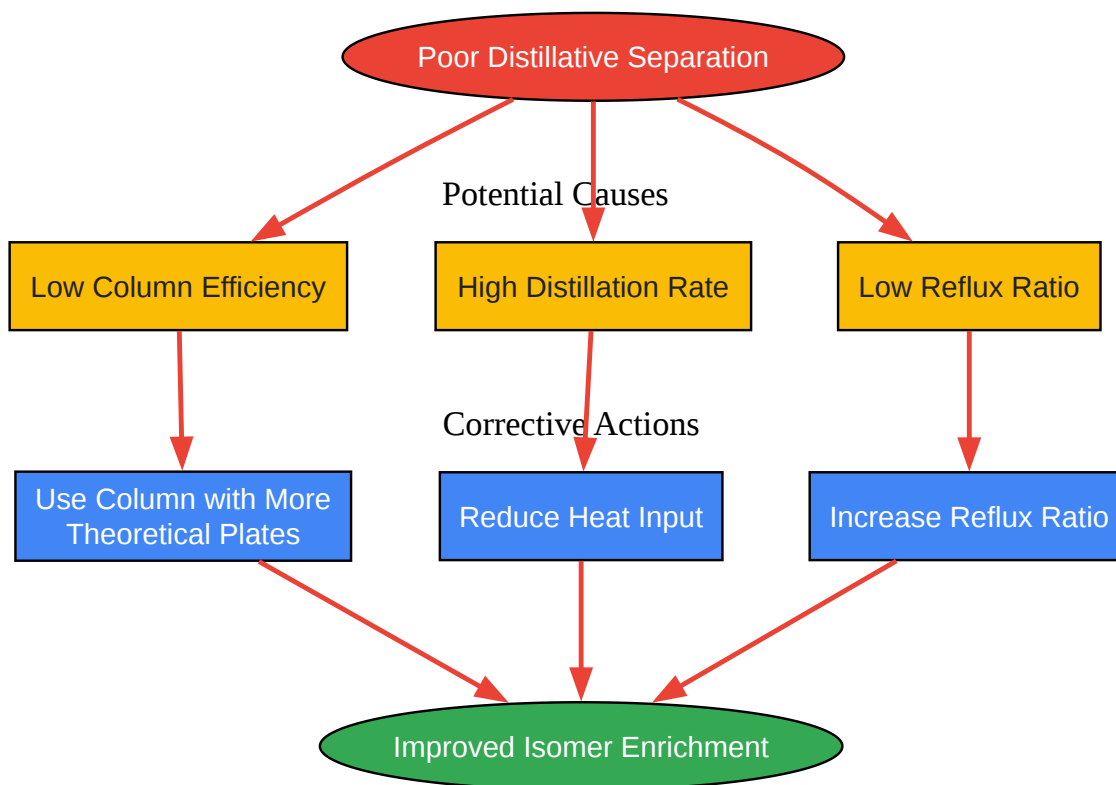 Poor Distillative Separation
Potential Causes
Low Column Efficiency
High Distillation Rate
Low Reflux Ratio
Corrective Actions
Use Column with More
Theoretical Plates
Reduce Heat Input
Increase Reflux Ratio
Improved Isomer Enrichment